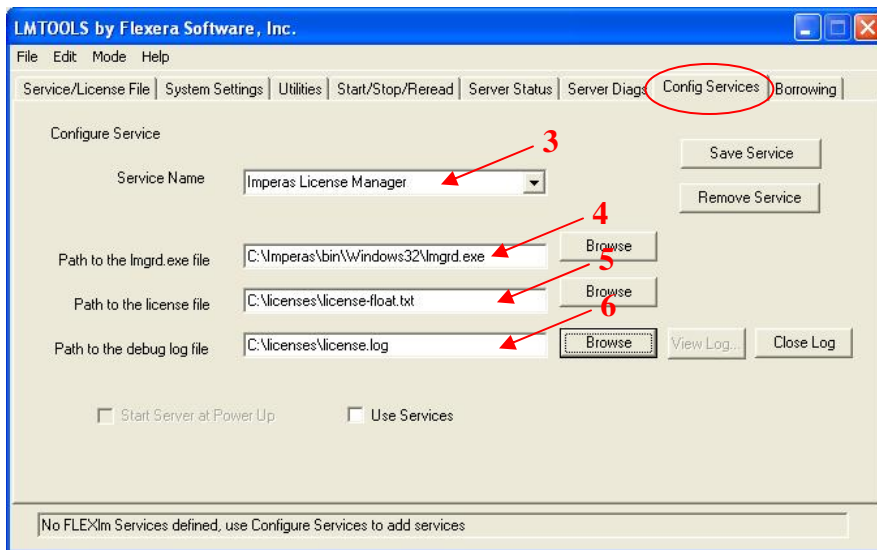 LMTOOLS by Flexera Software, Inc.
File Edit Mode Help
Service/License File System Settings Utilities Start/Stop/Reread Server Status Server Diags Config Services Borrowing
Configure Service
3
Save Service
Service Name Imperas License Manager
Remove Service
4
Path to the lmgrd.exe file C:\Imperas\bin\Windows32\lmgrd.exe Browse
5
Path to the license file C:\licenses\license-float.txt Browse
6
Path to the debug log file C:\licenses\license.log Browse View Log... Close Log
Start Server at Power Up Use Services
No FLEXlm Services defined, use Configure Services to add services